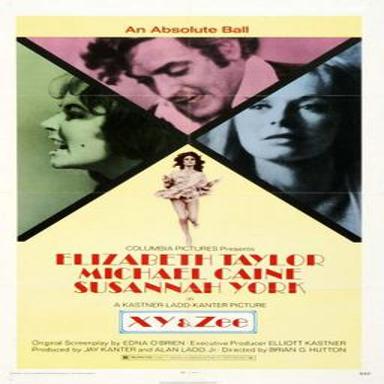 An Absolute Ball
COLUMBIA PICTURES Presents
ELIZABETH TAYLOR
MICHAEL CAINE
SUSANNAH YORK
in
A KASTNER-LADD-KANTER PICTURE
XY & Zee
Original Screenplay by EDNA O'BRIEN · Executive Producer ELLIOTT KASTNER
Produced by JAY KANTER and ALAN LADD, Jr. · Directed by BRIAN G. HUTTON